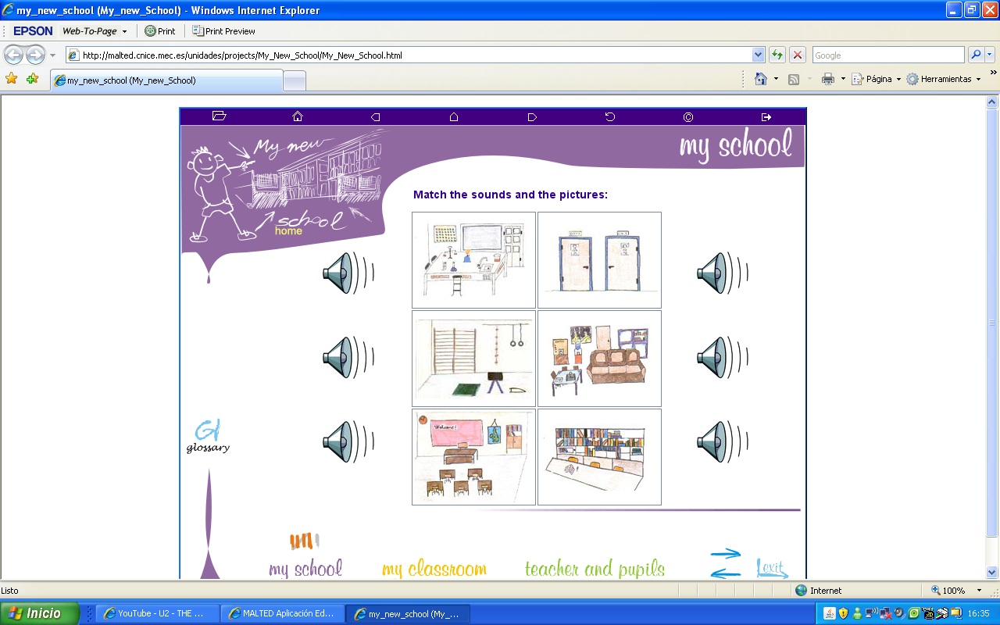 my_new_school (My_new_School) - Windows Internet Explorer
EPSON Web-To-Page Print Print Preview
http://malted.cnice.mec.es/unidades/projects/My_New_School/My_New_School.html
Google
my_new_school (My_new_School)
Página Herramientas
My new
school
home
my school
Match the sounds and the pictures:
Welcome!
glossary
my school
my classroom
teacher and pupils
exit
Listo
Internet
100%
Inicio
YouTube - U2 - THE ...
MALTED Aplicación Ed...
my_new_school (My_...
16:35